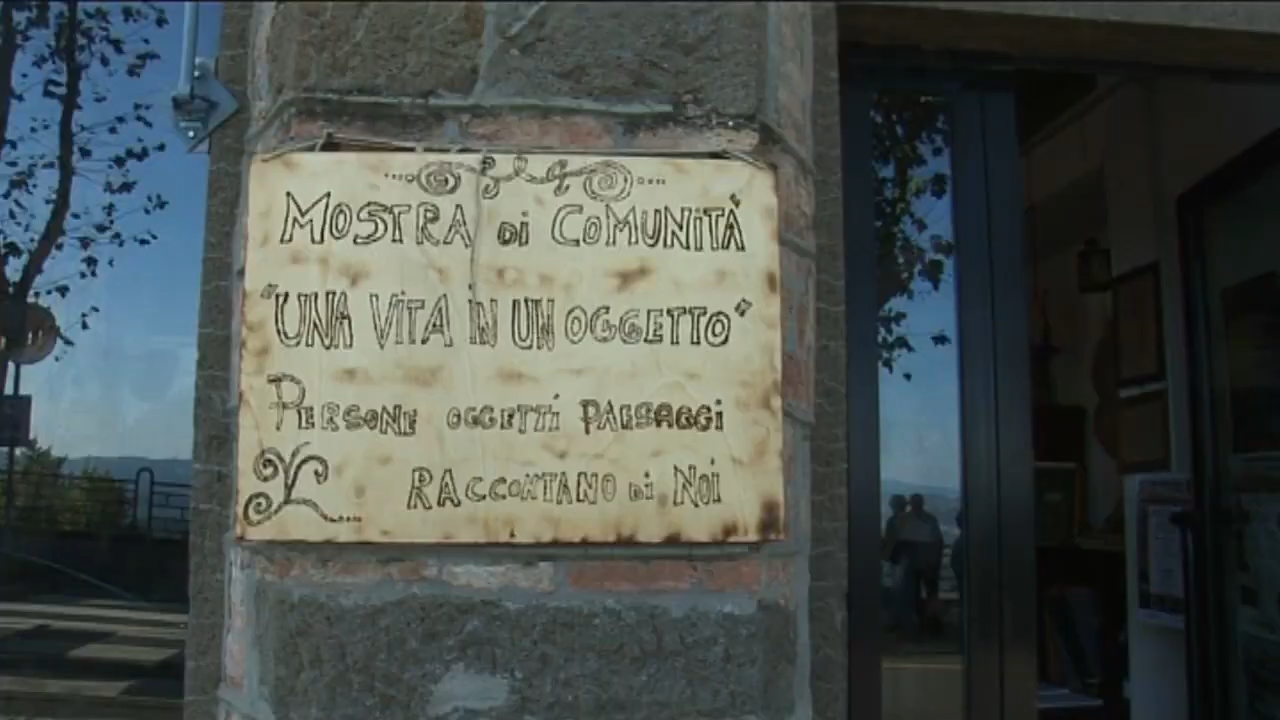 MOSTRA di COMUNITÀ
"UNA VITA IN UN OGGETTO"
PERSONE OGGETTI PAESAGGI
RACCONTANO di NOI